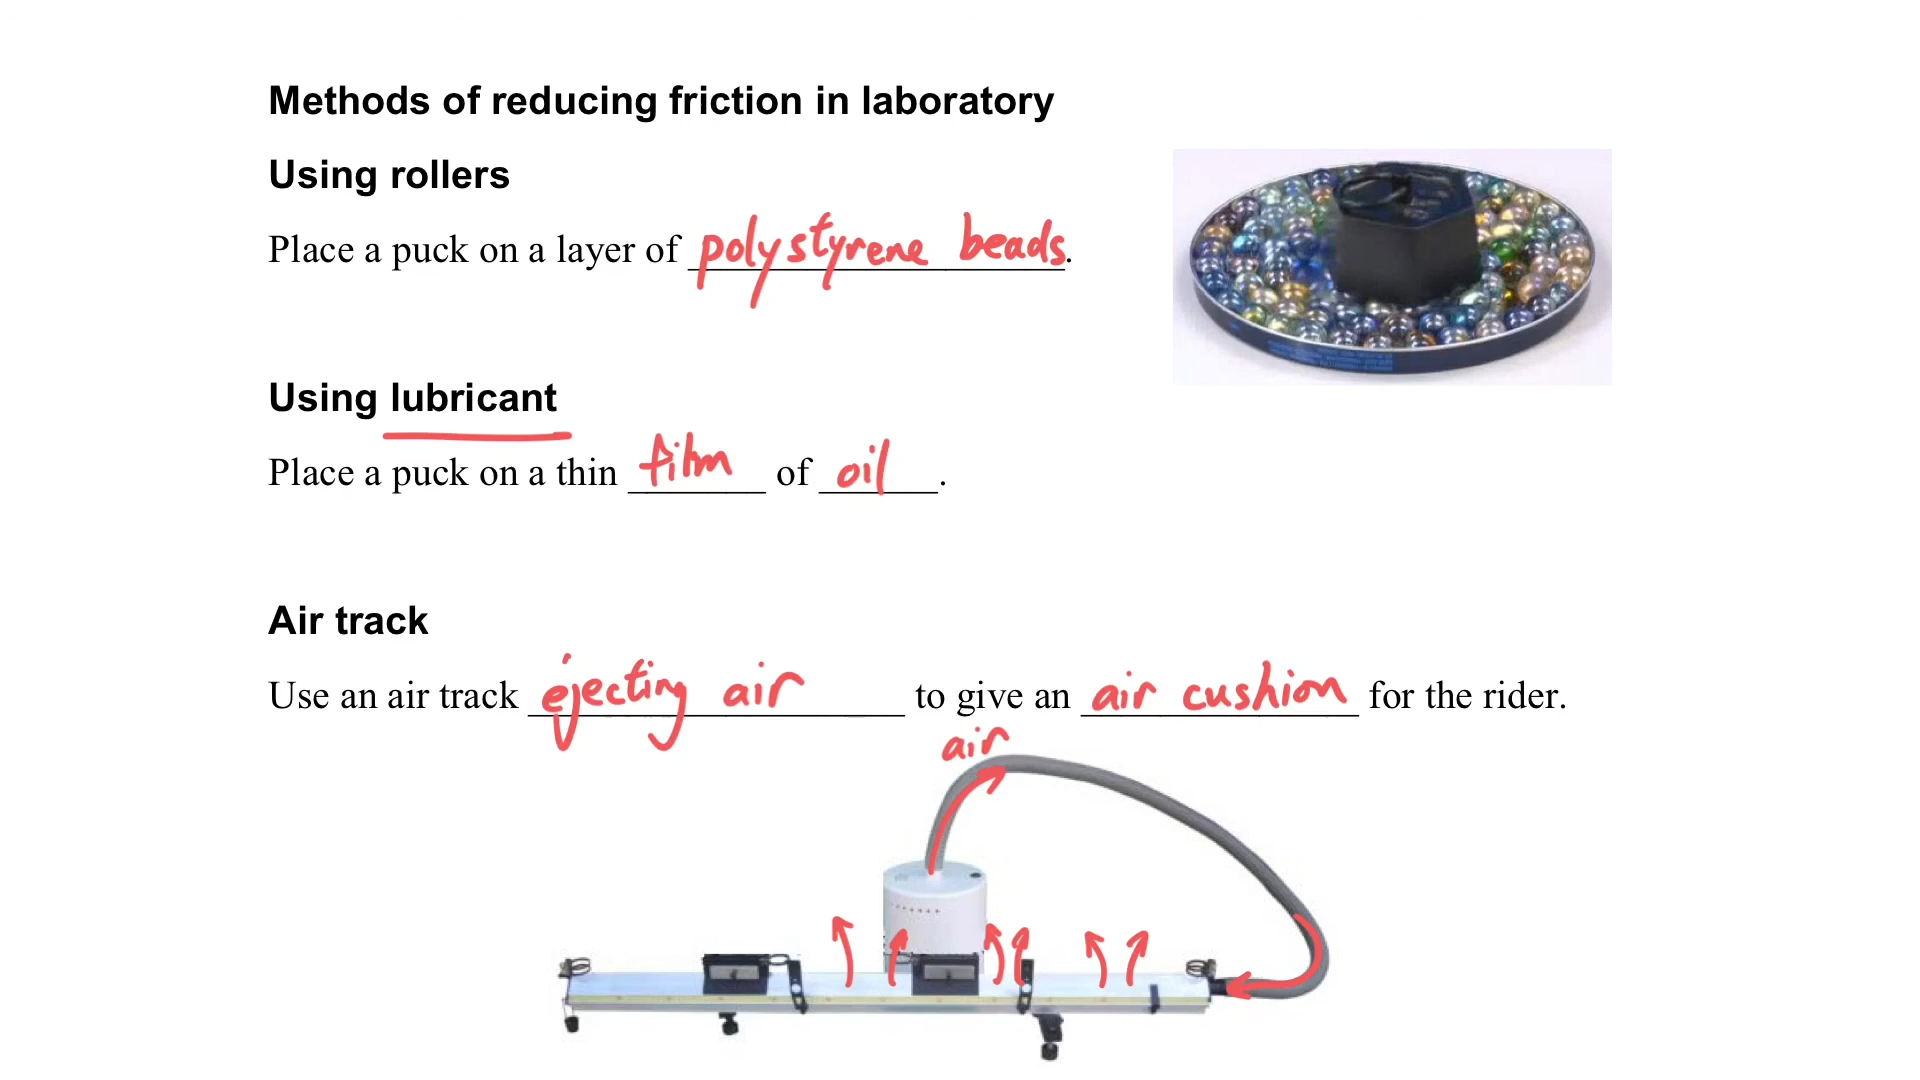 Methods of reducing friction in laboratory
Using rollers
Place a puck on a layer of polystyrene beads.
Using lubricant
Place a puck on a thin film of oil.
Air track
Use an air track ejecting air to give an air cushion for the rider.
air